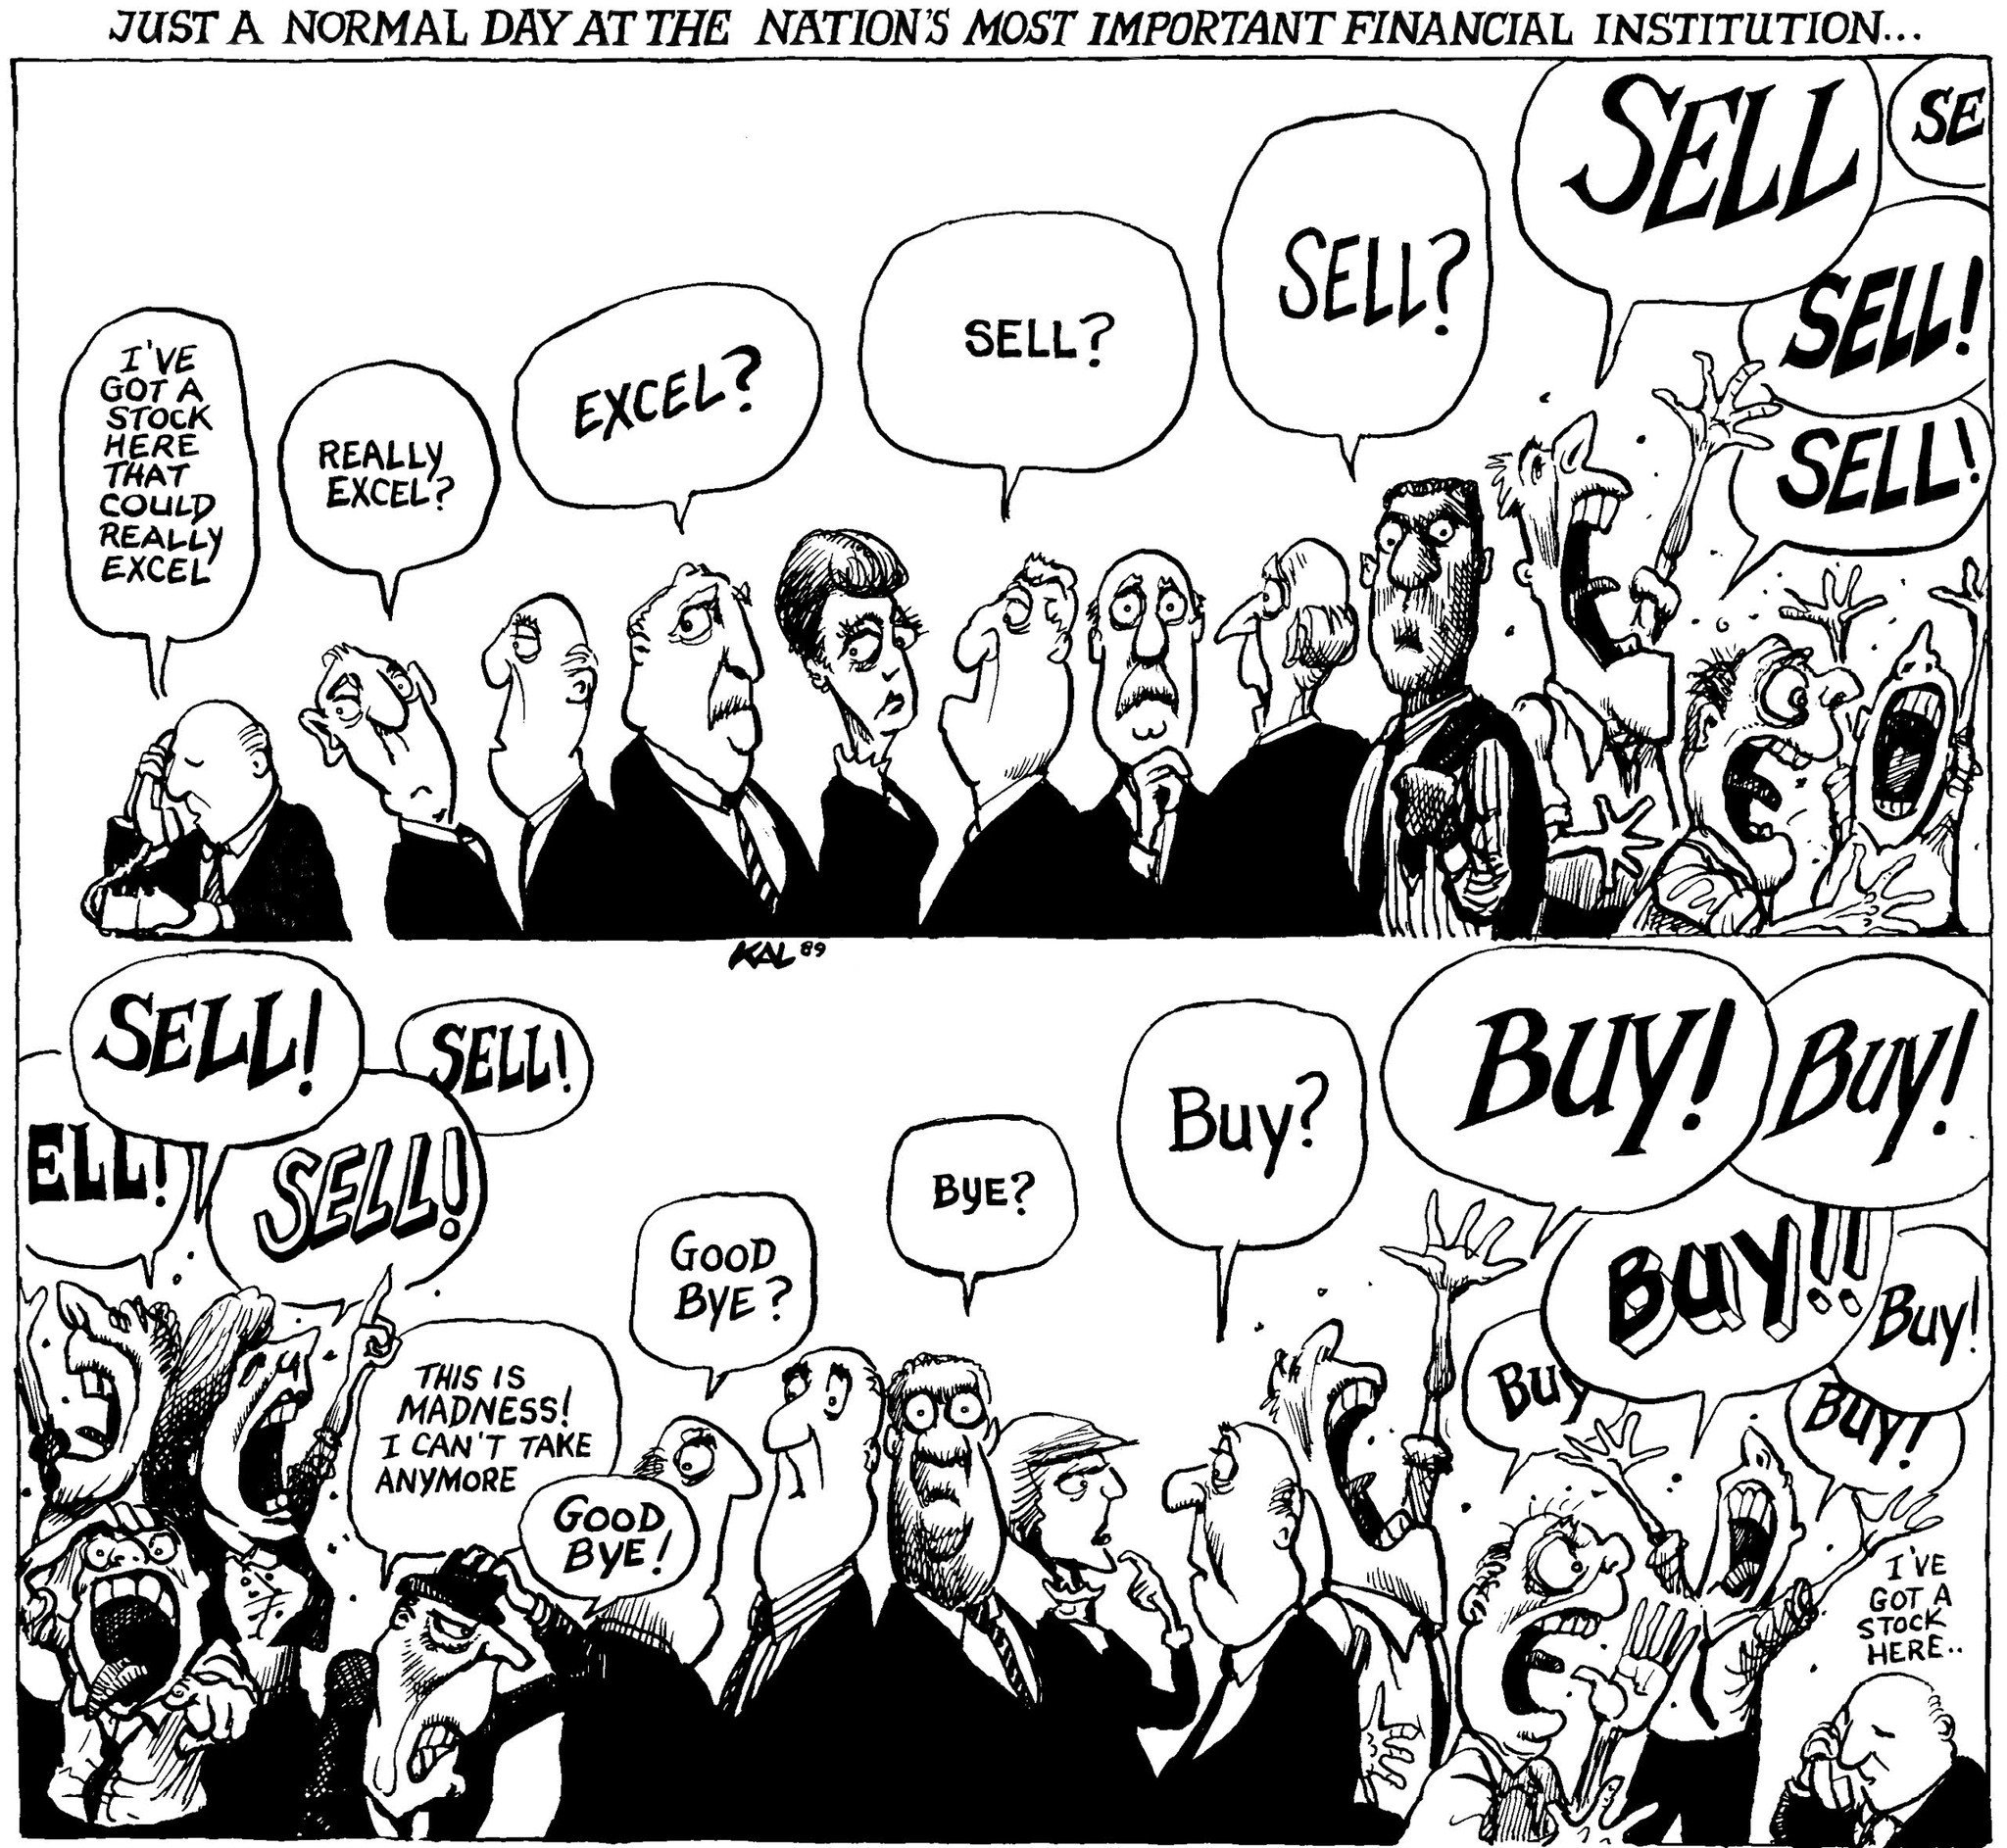 JUST A NORMAL DAY AT THE NATION'S MOST IMPORTANT FINANCIAL INSTITUTION...
I'VE
GOT A
STOCK
HERE
THAT
COULD
REALLY
EXCEL
REALLY
EXCEL?
EXCEL?
SELL?
SELL?
SELL
SE
SELL!
SELL!
KAL 89
SELL!
SELL!
ELL!
SELL!
THIS IS
MADNESS!
I CAN'T TAKE
ANYMORE
GOOD
BYE!
GOOD
BYE?
BYE?
BUY?
BUY!
BUY!
BUY
BUY!!
BUY!
BUY!
I'VE
GOT A
STOCK
HERE..